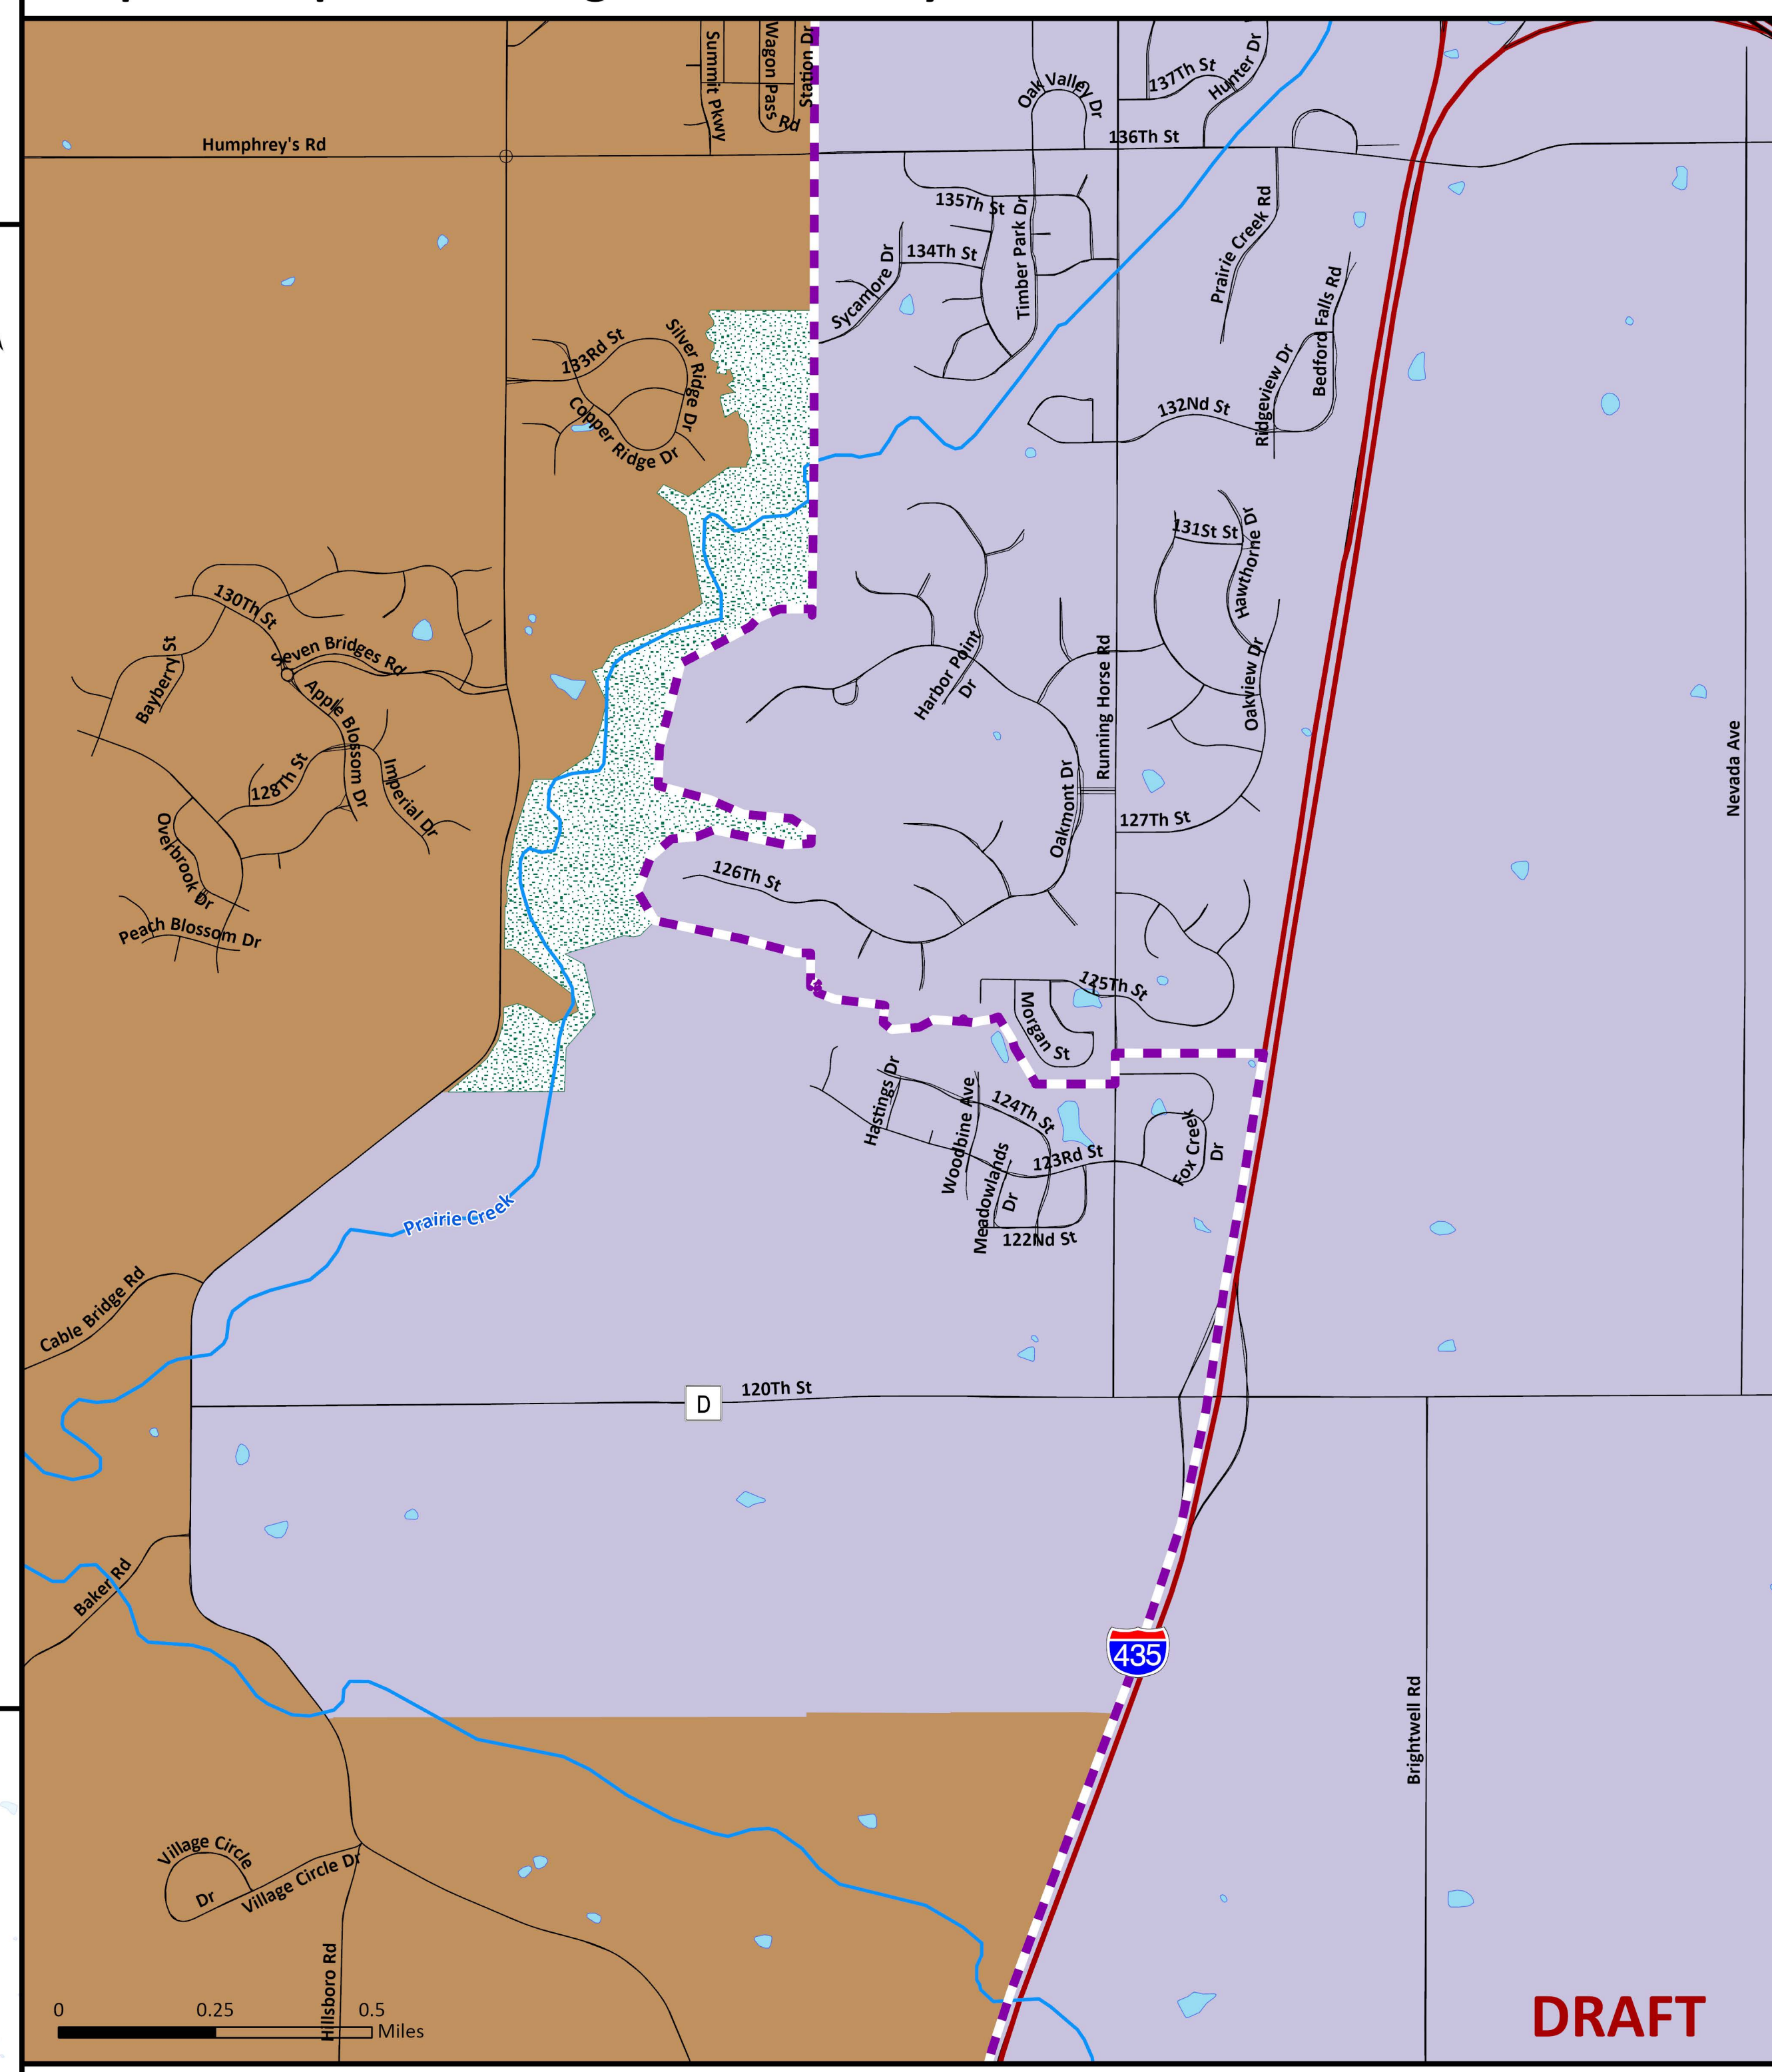 Summit Pkwy
Wagon Pass
Rd
Station Dr
Oak Valley Dr
137Th St
Hunter Dr
136Th St
Humphrey's Rd
135Th St
134Th St
Sycamore Dr
Timber Park Dr
Prairie Creek Rd
Bedford Falls Rd
Ridgeview Dr
132Nd St
133Rd St
Silver Ridge Dr
Copper Ridge Dr
131St St
Hawthorne Dr
130Th St
Seven Bridges Rd
Bayberry St
Apple Blossom Dr
128Th St
Imperial Dr
Overbrook Dr
Peach Blossom Dr
Harbor Point
Dr
Running Horse Rd
Oakview Dr
Oakmont Dr
127Th St
Nevada Ave
126Th St
125Th St
Morgan St
Hastings Dr
Woodbine Ave
124Th St
123Rd St
Fox Creek
Dr
Meadowlands
Dr
122Nd St
Prairie Creek
Cable Bridge Rd
D
120Th St
Baker Rd
435
Brightwell Rd
Village Circle
Dr
Village Circle Dr
Hillsboro Rd
0 0.25 0.5
Miles
DRAFT